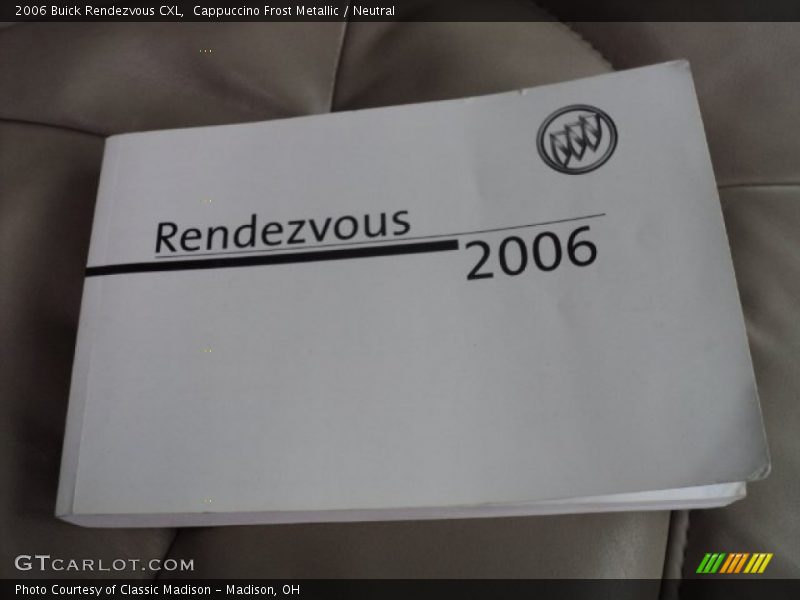 2006 Buick Rendezvous CXL,  Cappuccino Frost Metallic / Neutral
Rendezvous
2006
GTCARLOT.COM
Photo Courtesy of Classic Madison - Madison, OH